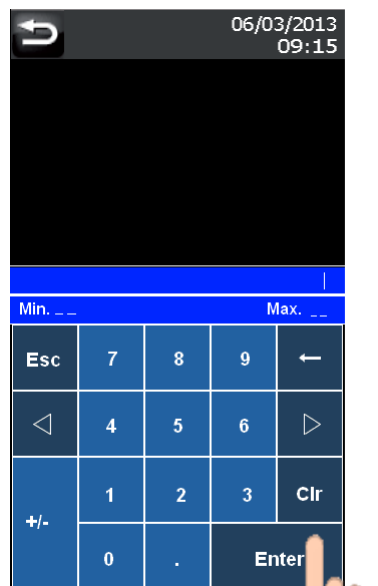 06/03/2013
09:15
Min. _ _ Max. _ _
Esc 7 8 9 ←
◁ 4 5 6 ▷
+/- 1 2 3 Clr
0 . Enter